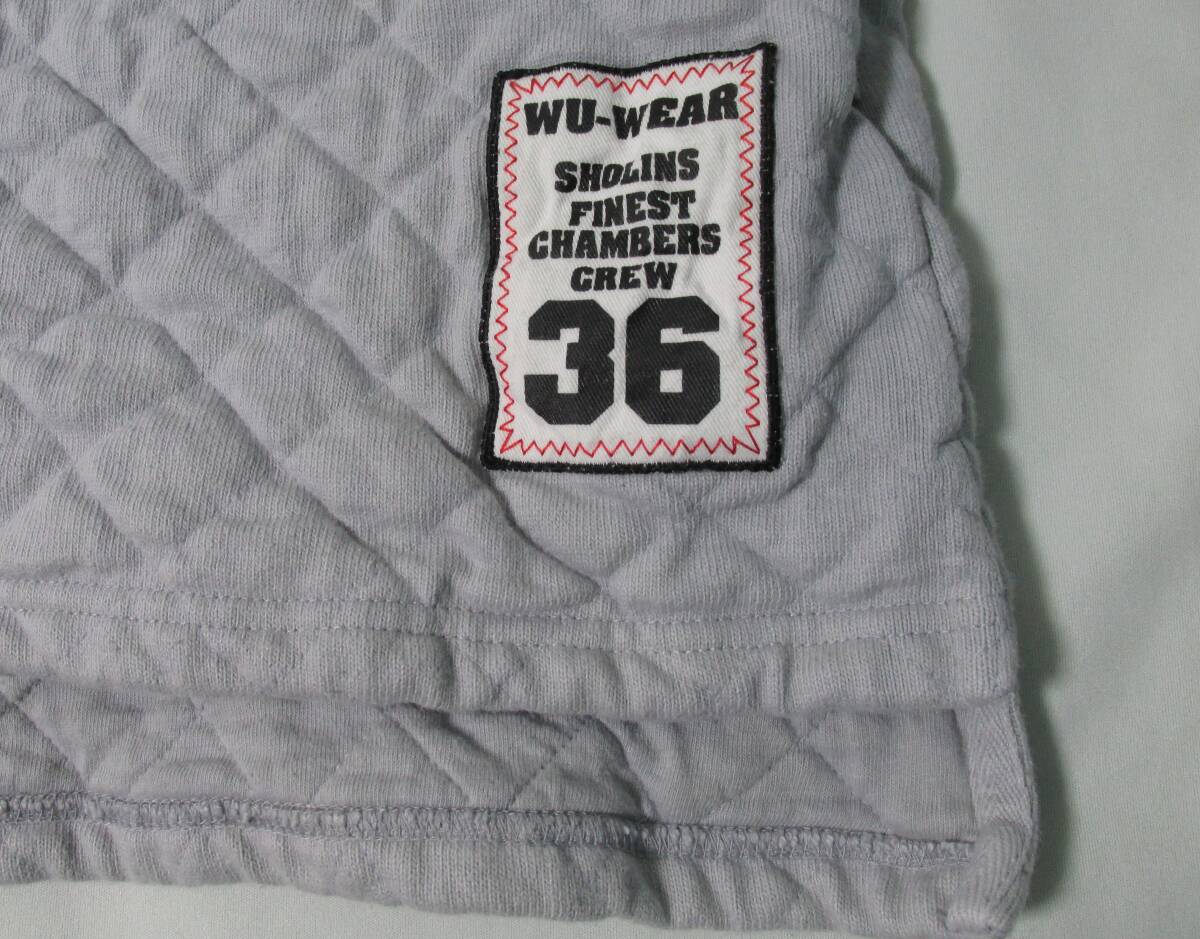 WU-WEAR
SHOLINS
FINEST
CHAMBERS
CREW
36